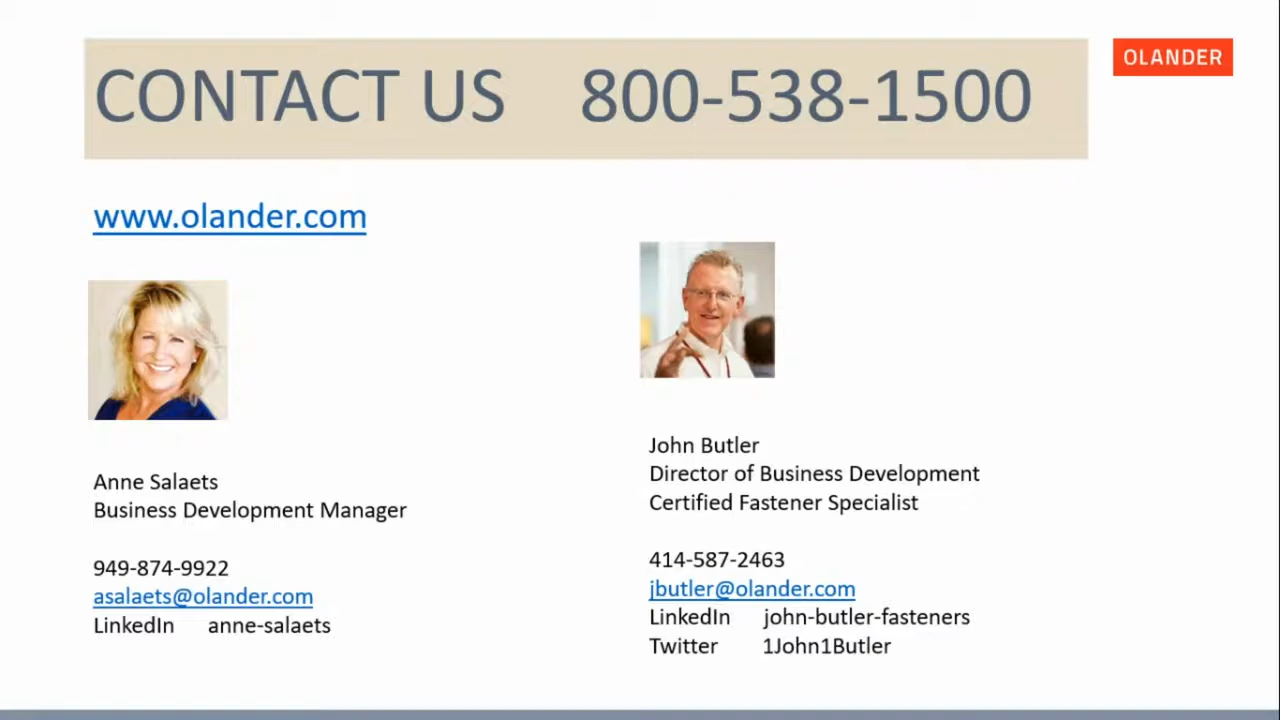 CONTACT US 800-538-1500
OLANDER
www.olander.com
Anne Salaets
Business Development Manager
949-874-9922
asalaets@olander.com
LinkedIn anne-salaets
John Butler
Director of Business Development
Certified Fastener Specialist
414-587-2463
jbutler@olander.com
LinkedIn john-butler-fasteners
Twitter 1John1Butler